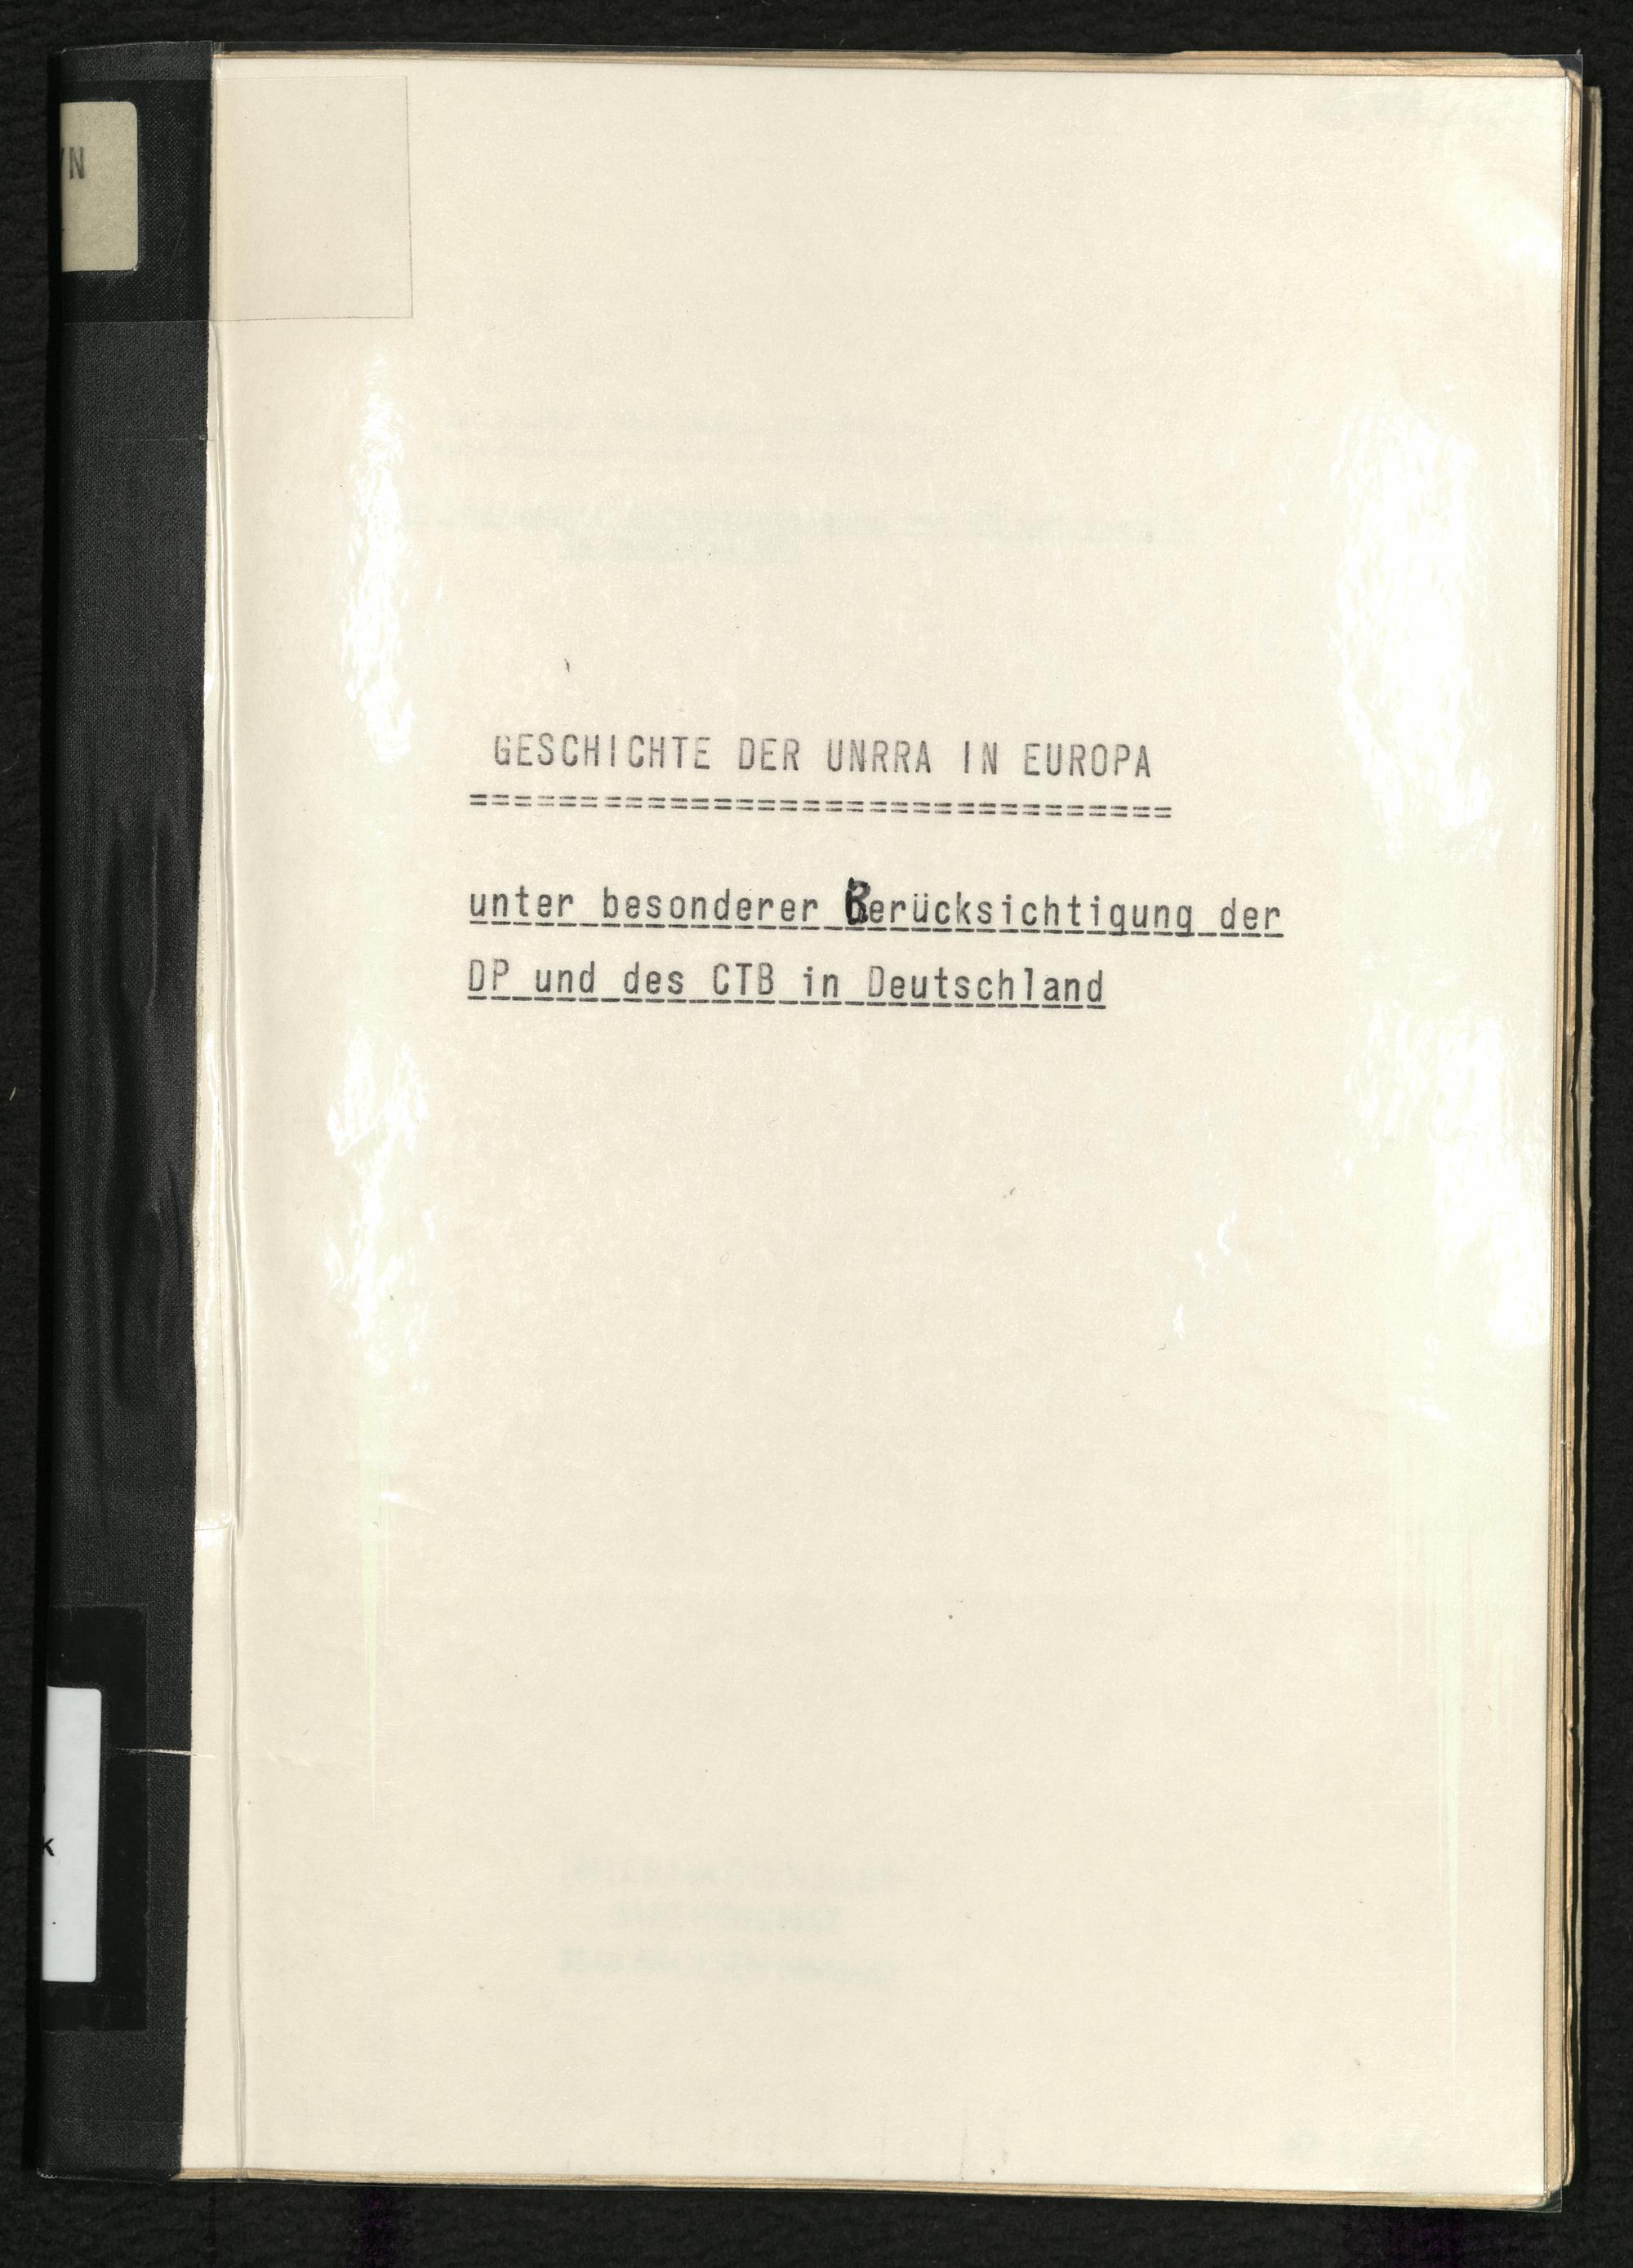 GESCHICHTE DER UNRRA IN EUROPA
================================
unter besonderer Berücksichtigung der
DP und des CTB in Deutschland